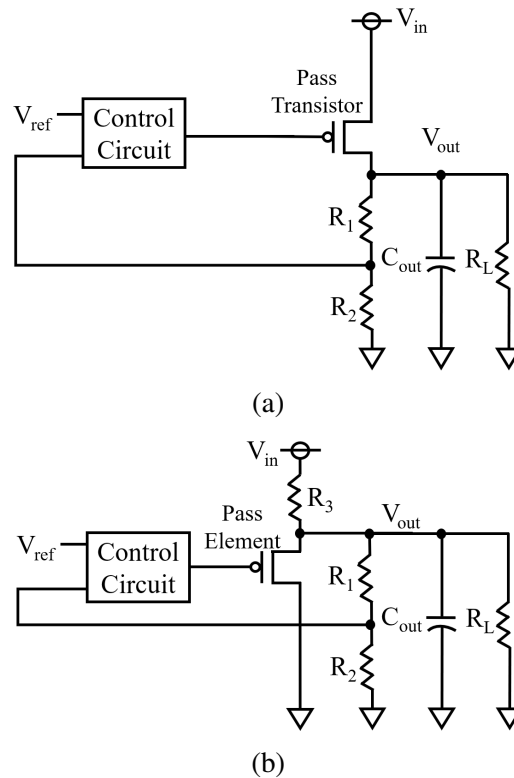 V_in
Pass
Transistor
V_ref
Control
Circuit
V_out
R_1
C_out
R_L
R_2
(a)
V_in
R_3
Pass
Element
V_out
V_ref
Control
Circuit
R_1
C_out
R_L
R_2
(b)